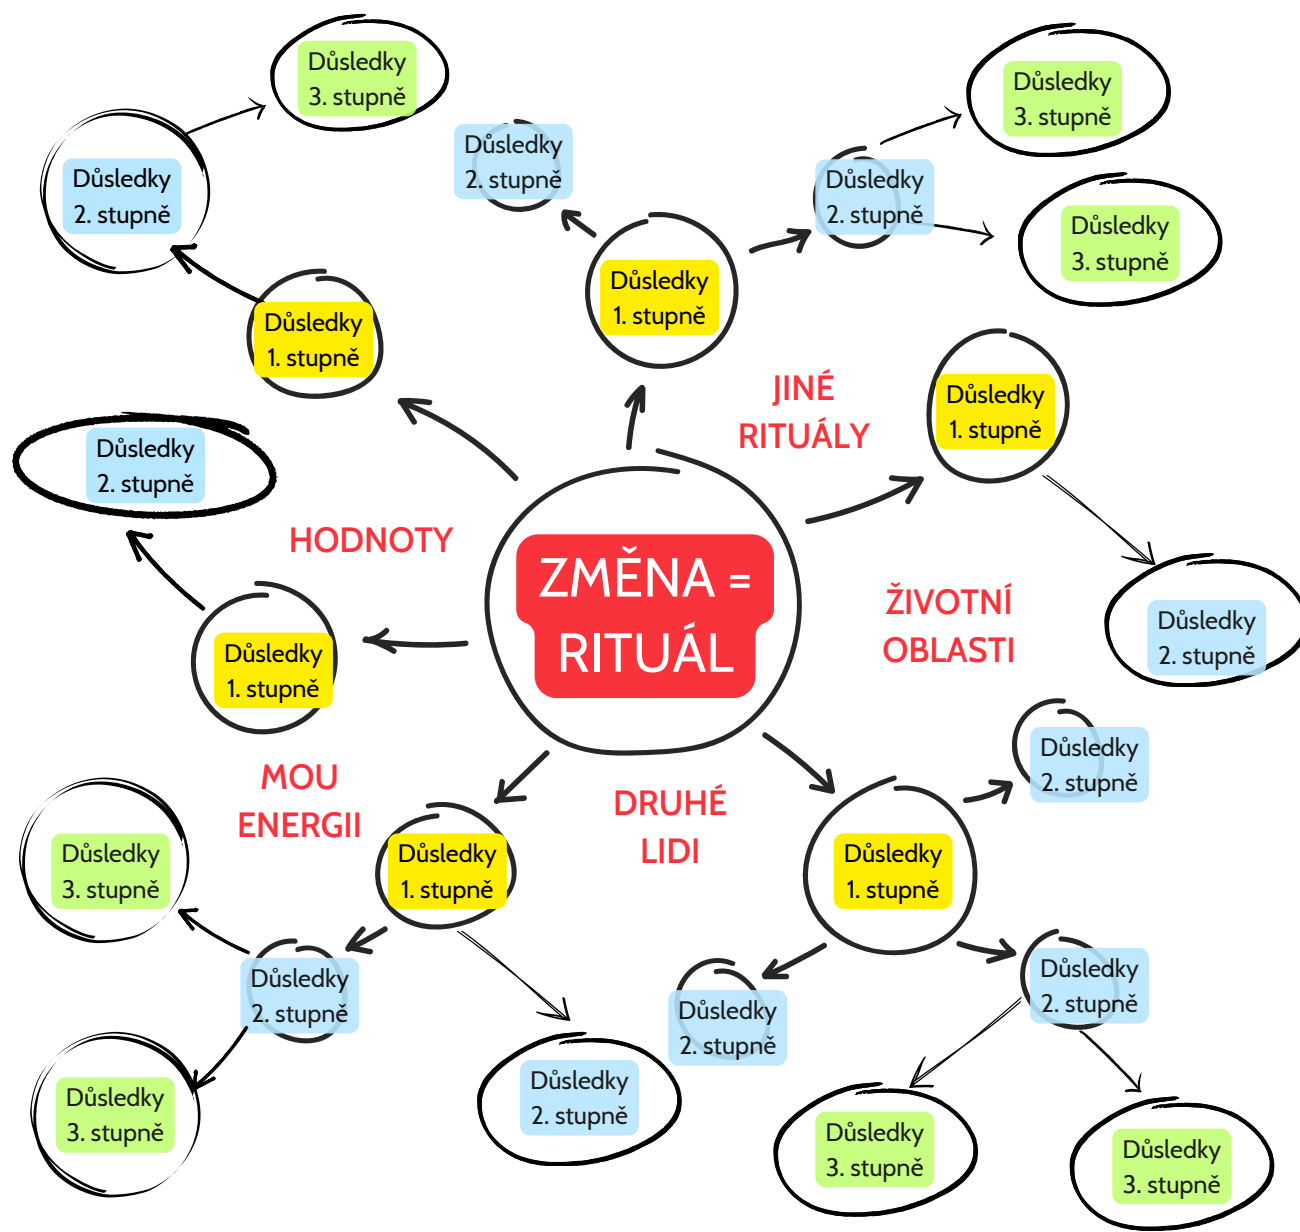 Důsledky
3. stupně
Důsledky
3. stupně
Důsledky
2. stupně
Důsledky
2. stupně
Důsledky
2. stupně
Důsledky
3. stupně
Důsledky
1. stupně
Důsledky
1. stupně
JINÉ
RITUÁLY
Důsledky
1. stupně
Důsledky
2. stupně
HODNOTY
ZMĚNA =
RITUÁL
ŽIVOTNÍ
OBLASTI
Důsledky
2. stupně
Důsledky
1. stupně
Důsledky
2. stupně
MOU
ENERGII
DRUHÉ
LIDI
Důsledky
3. stupně
Důsledky
1. stupně
Důsledky
1. stupně
Důsledky
2. stupně
Důsledky
2. stupně
Důsledky
2. stupně
Důsledky
3. stupně
Důsledky
2. stupně
Důsledky
3. stupně
Důsledky
3. stupně